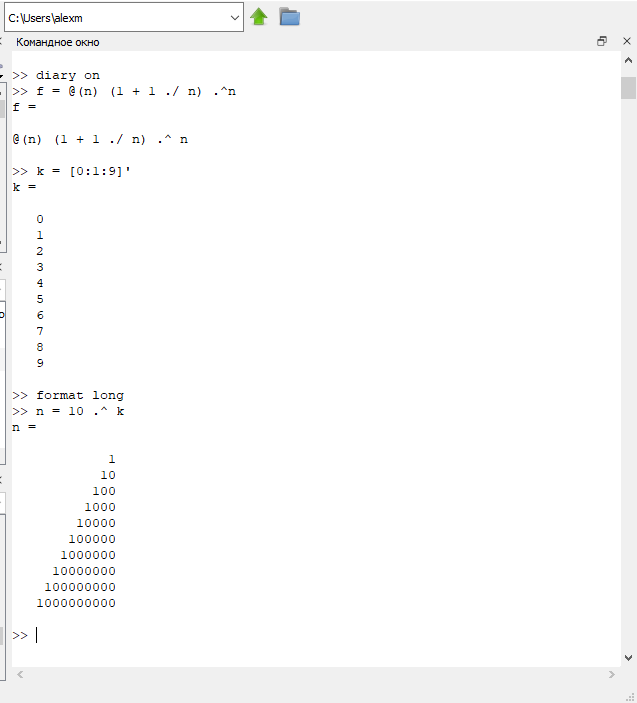 C:\Users\alexm
Командное окно
>> diary on
>> f = @(n) (1 + 1 ./ n) .^n
f =
@(n) (1 + 1 ./ n) .^ n
>> k = [0:1:9]'
k =
0
1
2
3
4
5
6
7
8
9
>> format long
>> n = 10 .^ k
n =
1
10
100
1000
10000
100000
1000000
10000000
100000000
1000000000
>>